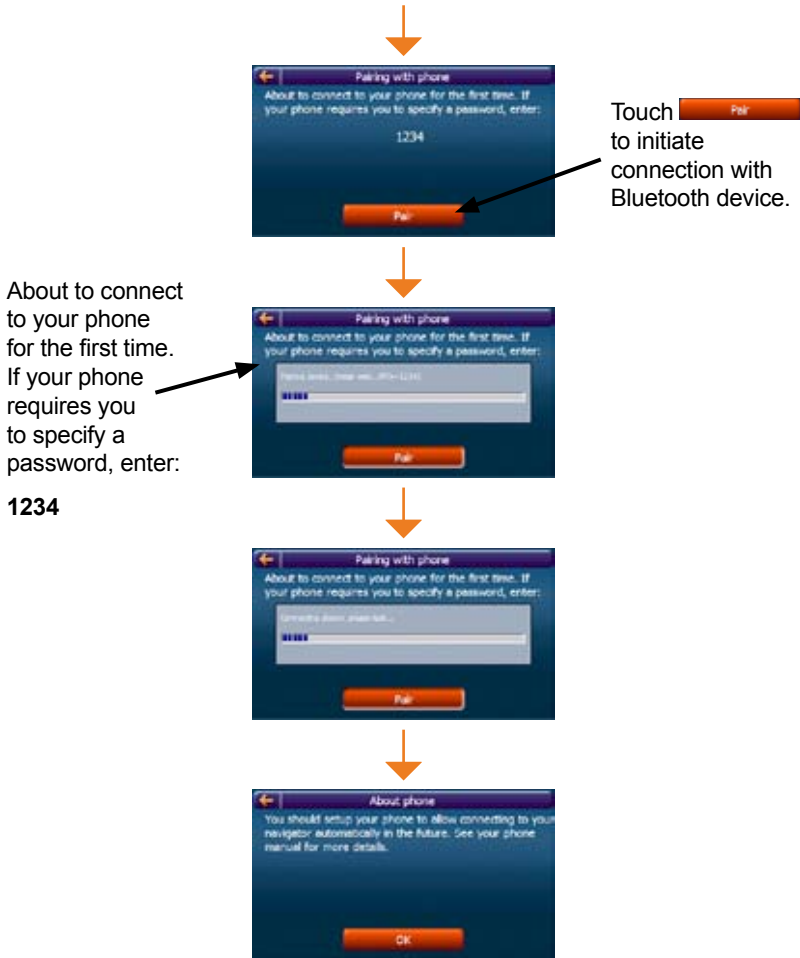 Pairing with phone
About to connect to your phone for the first time. If
your phone requires you to specify a password, enter:
1234
Pair
Touch Pair
to initiate
connection with
Bluetooth device.
About to connect
to your phone
for the first time.
If your phone
requires you
to specify a
password, enter:
1234
Pairing with phone
About to connect to your phone for the first time. If
your phone requires you to specify a password, enter:
Pair
Pairing with phone
About to connect to your phone for the first time. If
your phone requires you to specify a password, enter:
Pair
About phone
You should setup your phone to allow connecting to your
navigator automatically in the future. See your phone
manual for more details.
OK